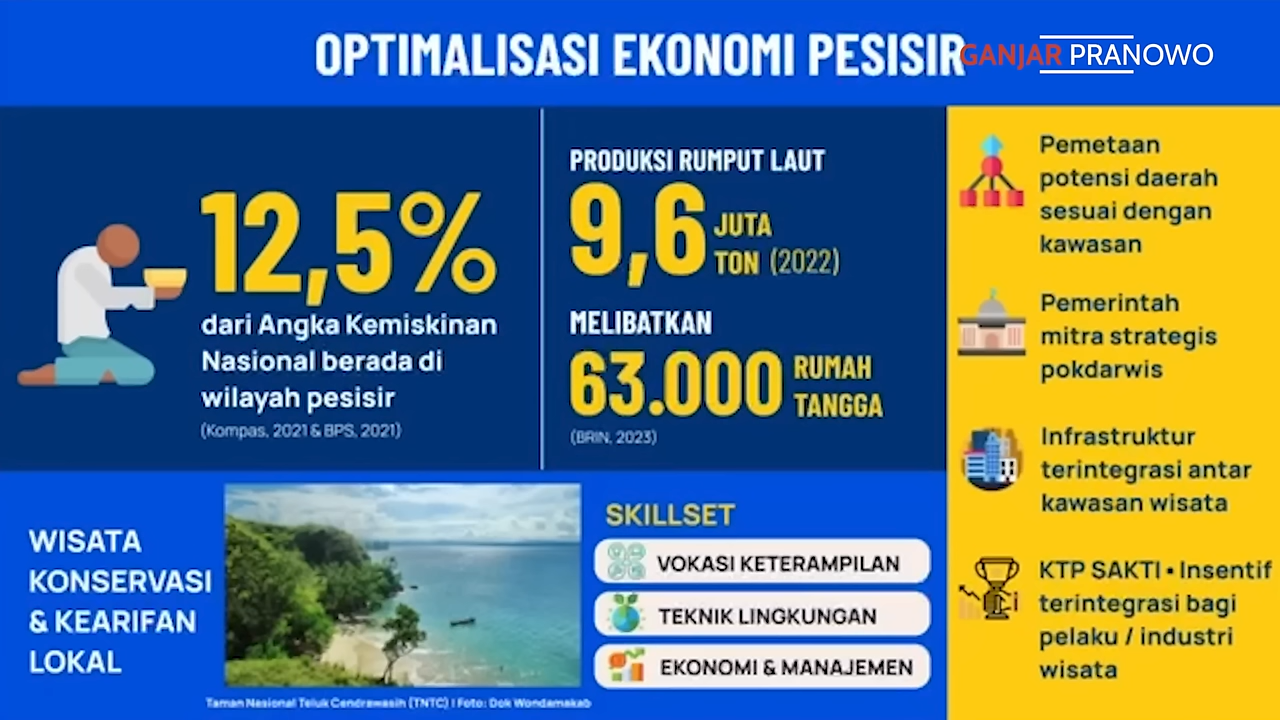 OPTIMALISASI EKONOMI PESISIR
GANJAR PRANOWO
12,5%
dari Angka Kemiskinan
Nasional berada di
wilayah pesisir
(Kompas, 2021 & BPS, 2021)
PRODUKSI RUMPUT LAUT
9,6 JUTA
TON (2022)
MELIBATKAN
63.000 RUMAH
TANGGA
(BRIN, 2023)
WISATA
KONSERVASI
& KEARIFAN
LOKAL
Taman Nasional Teluk Cendrawasih (TNTC) I Foto: Dok Wondamakab
SKILLSET
VOKASI KETERAMPILAN
TEKNIK LINGKUNGAN
EKONOMI & MANAJEMEN
Pemetaan
potensi daerah
sesuai dengan
kawasan
Pemerintah
mitra strategis
pokdarwis
Infrastruktur
terintegrasi antar
kawasan wisata
KTP SAKTI • Insentif
terintegrasi bagi
pelaku / industri
wisata